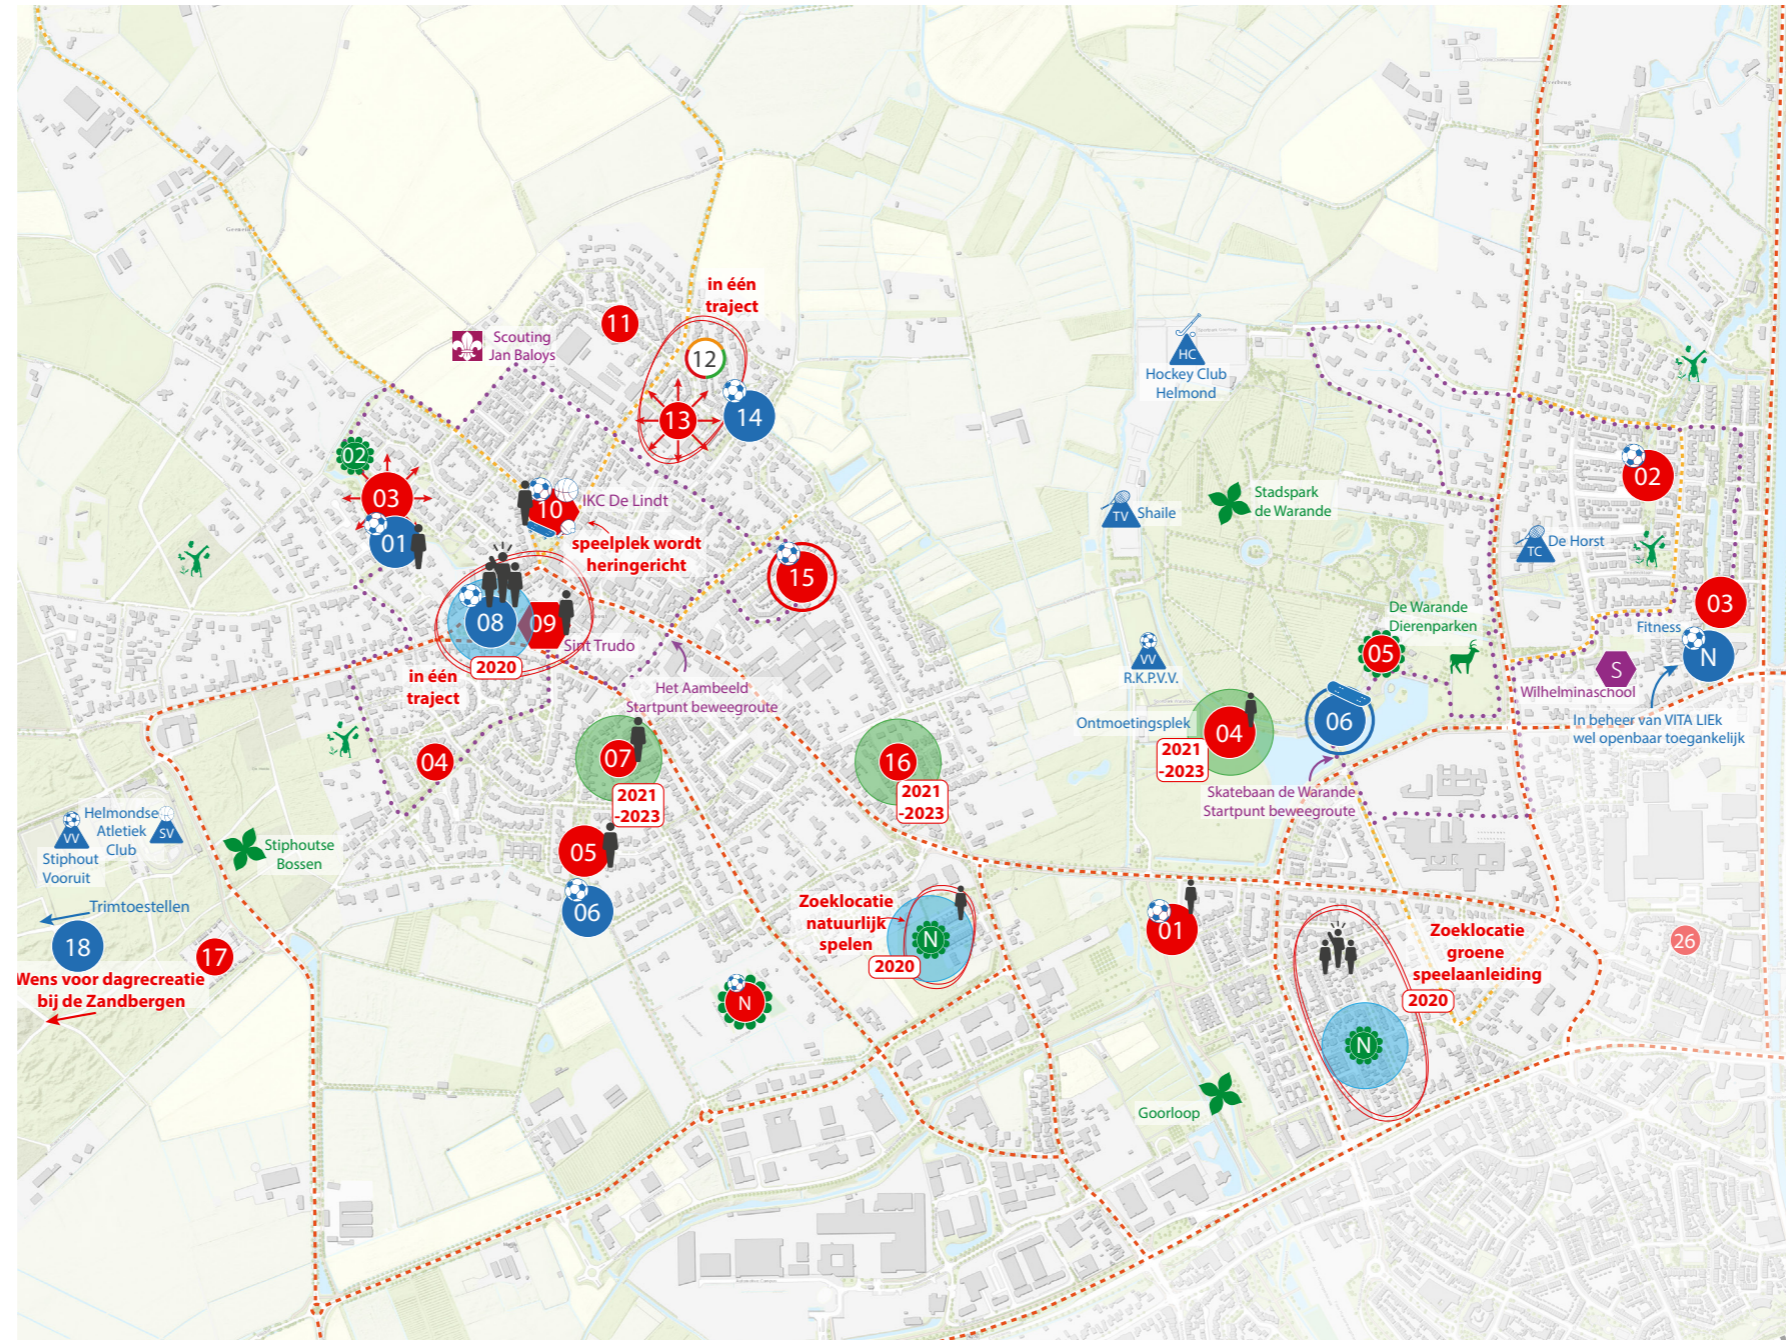 in één
traject
11
Scouting
Jan Baloys
12
13
14
HC
Hockey Club
Helmond
02
03
01
10
IKC De Lindt
speelplek wordt
heringericht
15
TV
Shaile
Stadspark
de Warande
TC
De Horst
02
03
Fitness
N
08
09
Sint Trudo
2020
in één
traject
Het Aambeeld
Startpunt beweegroute
VV
R.K.P.V.V.
De Warande
Dierenparken
05
S
Wilhelminaschool
In beheer van VITA LIEk
wel openbaar toegankelijk
Ontmoetingsplek
04
2021
-2023
06
Skatebaan de Warande
Startpunt beweegroute
04
07
2021
-2023
16
2021
-2023
Helmondse
Atletiek
Club
VV
SV
Stiphout
Vooruit
Stiphoutse
Bossen
05
06
Trimtoestellen
18
17
Wens voor dagrecreatie
bij de Zandbergen
Zoeklocatie
natuurlijk
spelen
N
2020
N
01
Zoeklocatie
groene
speelaanleiding
2020
N
26
Goorloop